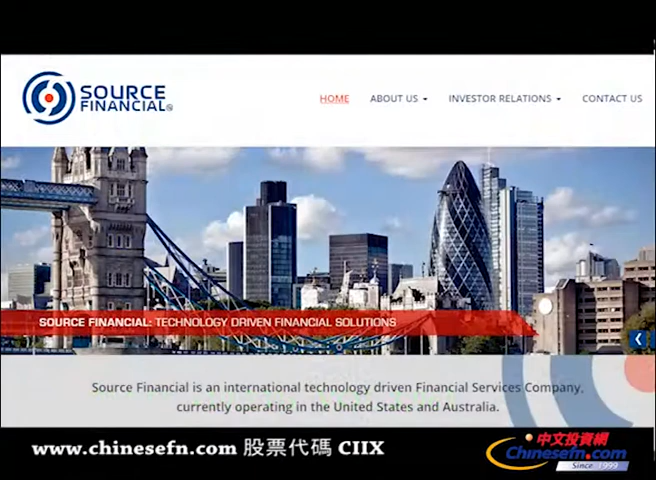 SOURCE
FINANCIAL
HOME ABOUT US INVESTOR RELATIONS CONTACT US
SOURCE FINANCIAL: TECHNOLOGY DRIVEN FINANCIAL SOLUTIONS
Source Financial is an international technology driven Financial Services Company,
currently operating in the United States and Australia.
www.chinesefn.com 股票代碼 CIIX
中文投資網
Chinesefn.com
Since 1999